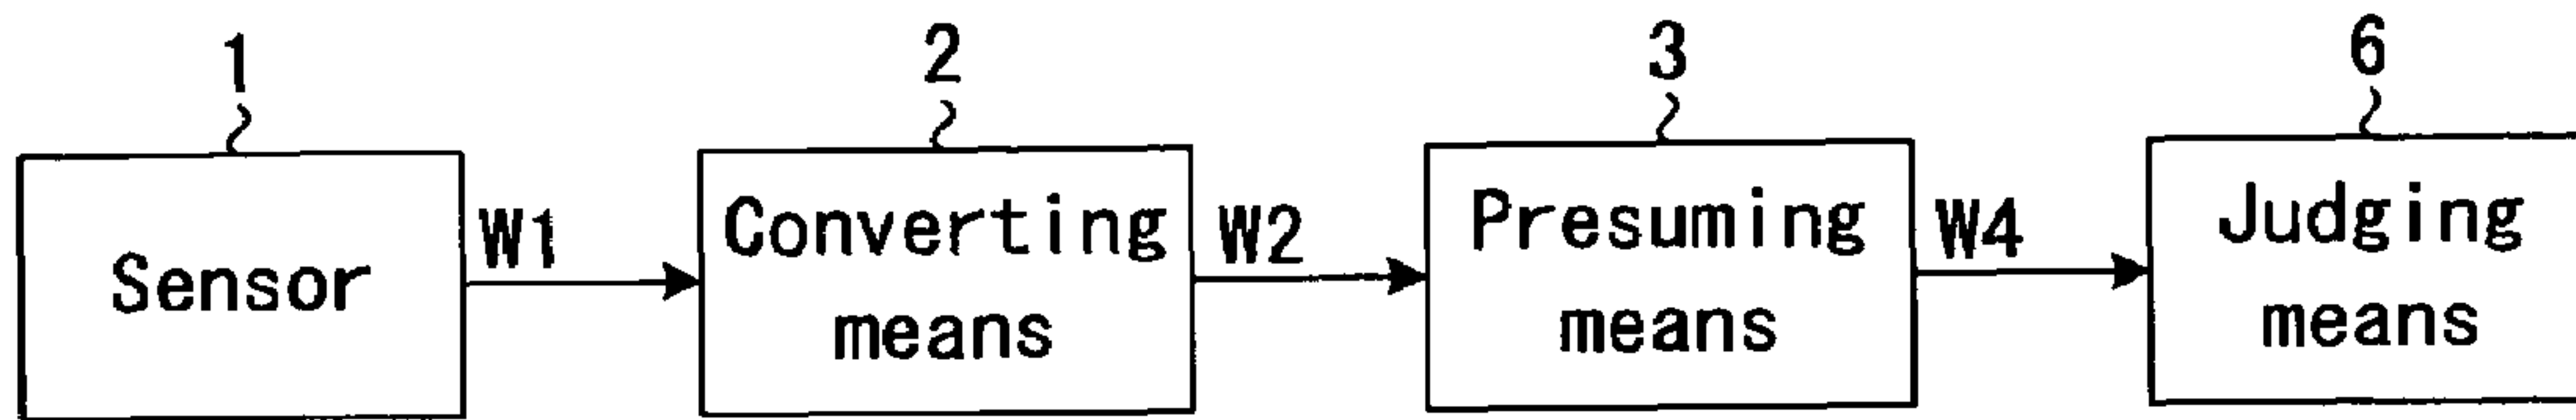 1 2 3 6
Sensor
W1
Converting
means
W2
Presuming
means
W4
Judging
means